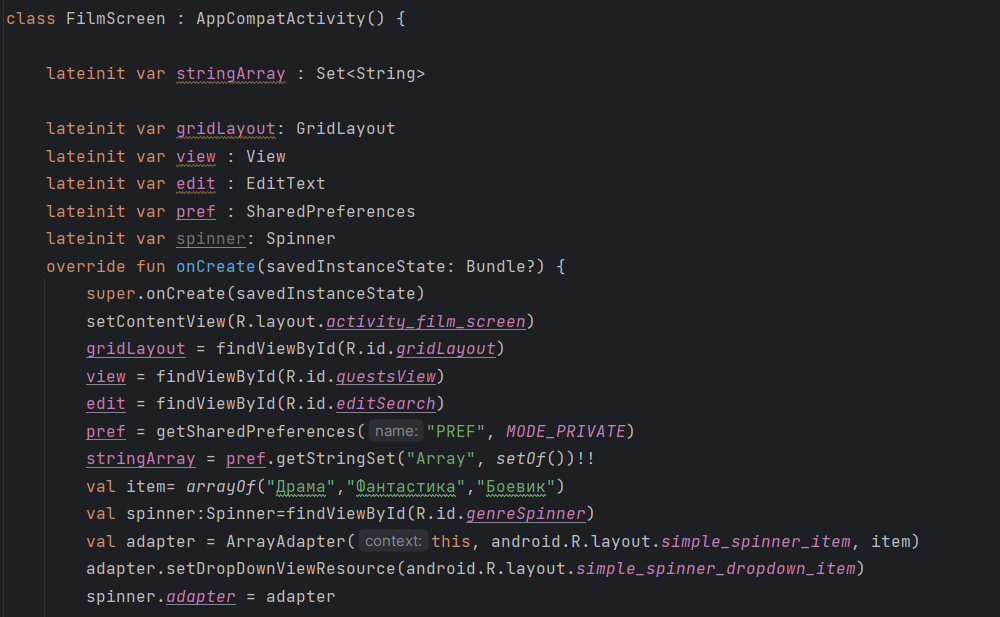 class FilmScreen : AppCompatActivity() {
lateinit var stringArray : Set<String>
lateinit var gridLayout: GridLayout
lateinit var view : View
lateinit var edit : EditText
lateinit var pref : SharedPreferences
lateinit var spinner: Spinner
override fun onCreate(savedInstanceState: Bundle?) {
super.onCreate(savedInstanceState)
setContentView(R.layout.activity_film_screen)
gridLayout = findViewById(R.id.gridLayout)
view = findViewById(R.id.questsView)
edit = findViewById(R.id.editSearch)
pref = getSharedPreferences( name: "PREF", MODE_PRIVATE)
stringArray = pref.getStringSet("Array", setOf())!!
val item= arrayOf("Драма","Фантастика","Боевик")
val spinner:Spinner=findViewById(R.id.genreSpinner)
val adapter = ArrayAdapter( context: this, android.R.layout.simple_spinner_item, item)
adapter.setDropDownViewResource(android.R.layout.simple_spinner_dropdown_item)
spinner.adapter = adapter